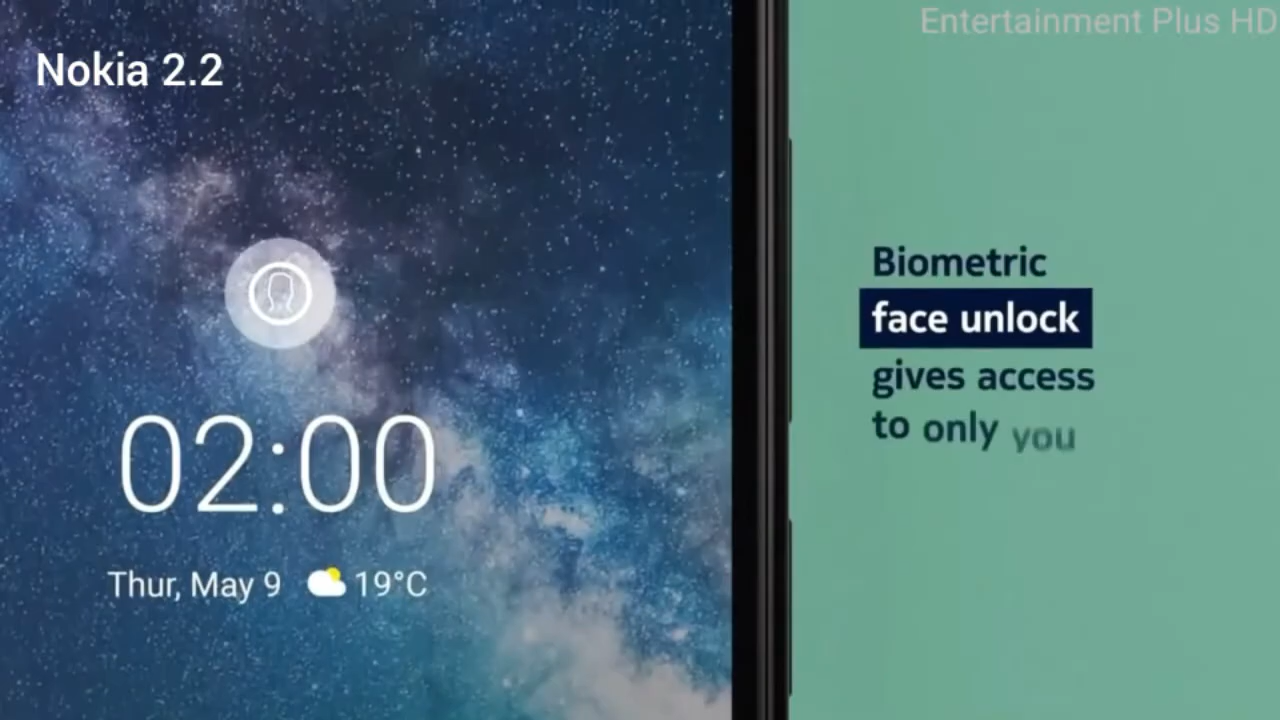 Entertainment Plus HD
Nokia 2.2
Biometric
face unlock
gives access
to only you
02:00
Thur, May 9 19°C